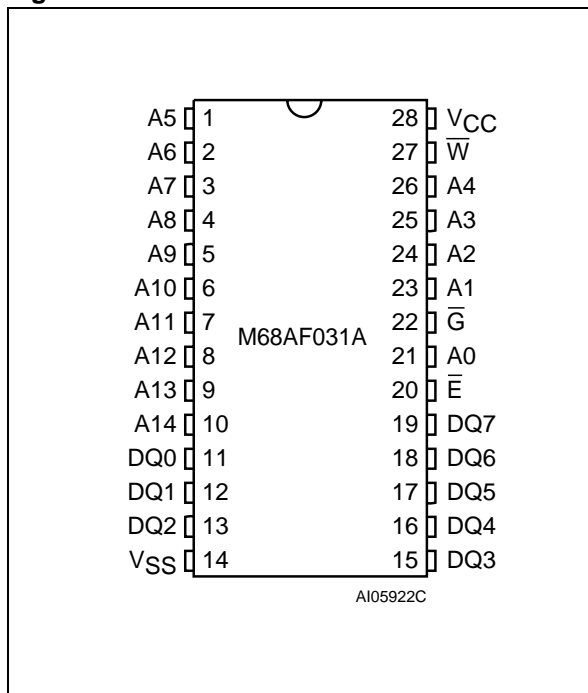 A5 1 28 VCC
A6 2 27 W̅
A7 3 26 A4
A8 4 25 A3
A9 5 24 A2
A10 6 23 A1
A11 7 22 G̅
M68AF031A
A12 8 21 A0
A13 9 20 E̅
A14 10 19 DQ7
DQ0 11 18 DQ6
DQ1 12 17 DQ5
DQ2 13 16 DQ4
VSS 14 15 DQ3
AI05922C